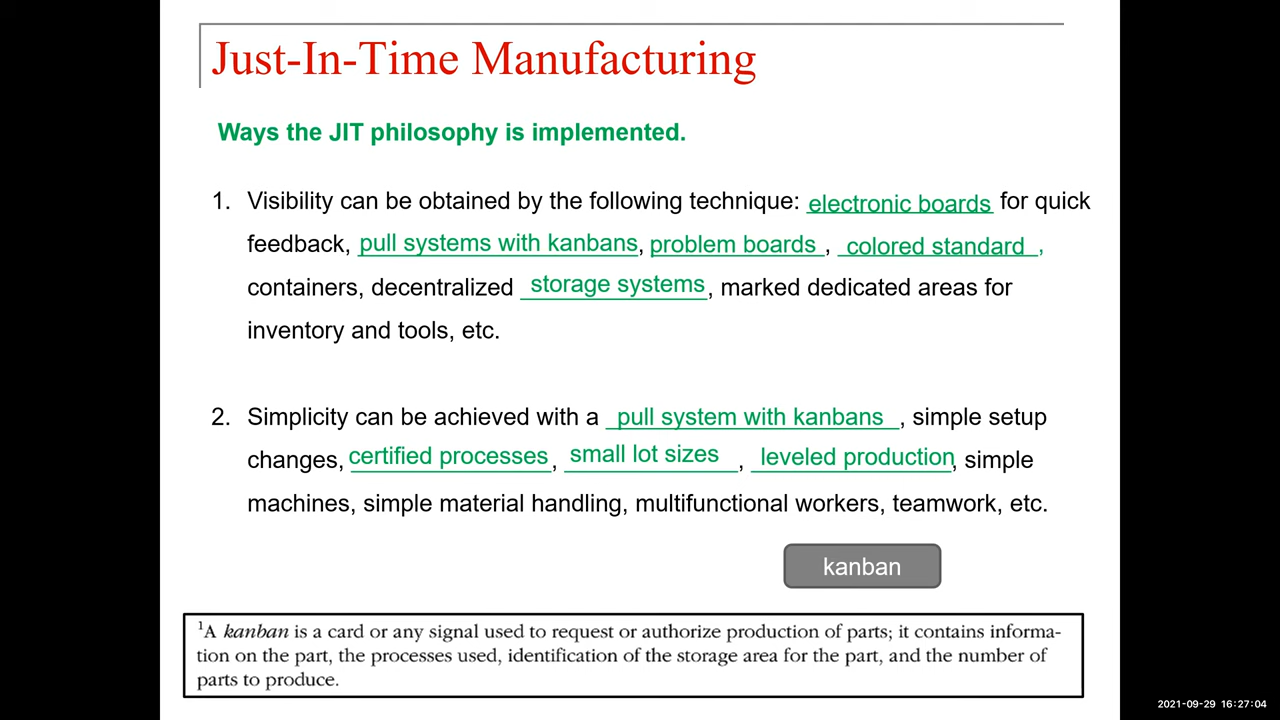 Just-In-Time Manufacturing
Ways the JIT philosophy is implemented.
1. Visibility can be obtained by the following technique: electronic boards for quick
feedback, pull systems with kanbans, problem boards, colored standard,
containers, decentralized storage systems, marked dedicated areas for
inventory and tools, etc.
2. Simplicity can be achieved with a pull system with kanbans, simple setup
changes, certified processes, small lot sizes, leveled production, simple
machines, simple material handling, multifunctional workers, teamwork, etc.
kanban
¹A kanban is a card or any signal used to request or authorize production of parts; it contains informa-
tion on the part, the processes used, identification of the storage area for the part, and the number of
parts to produce.
2021-09-29 16:27:04